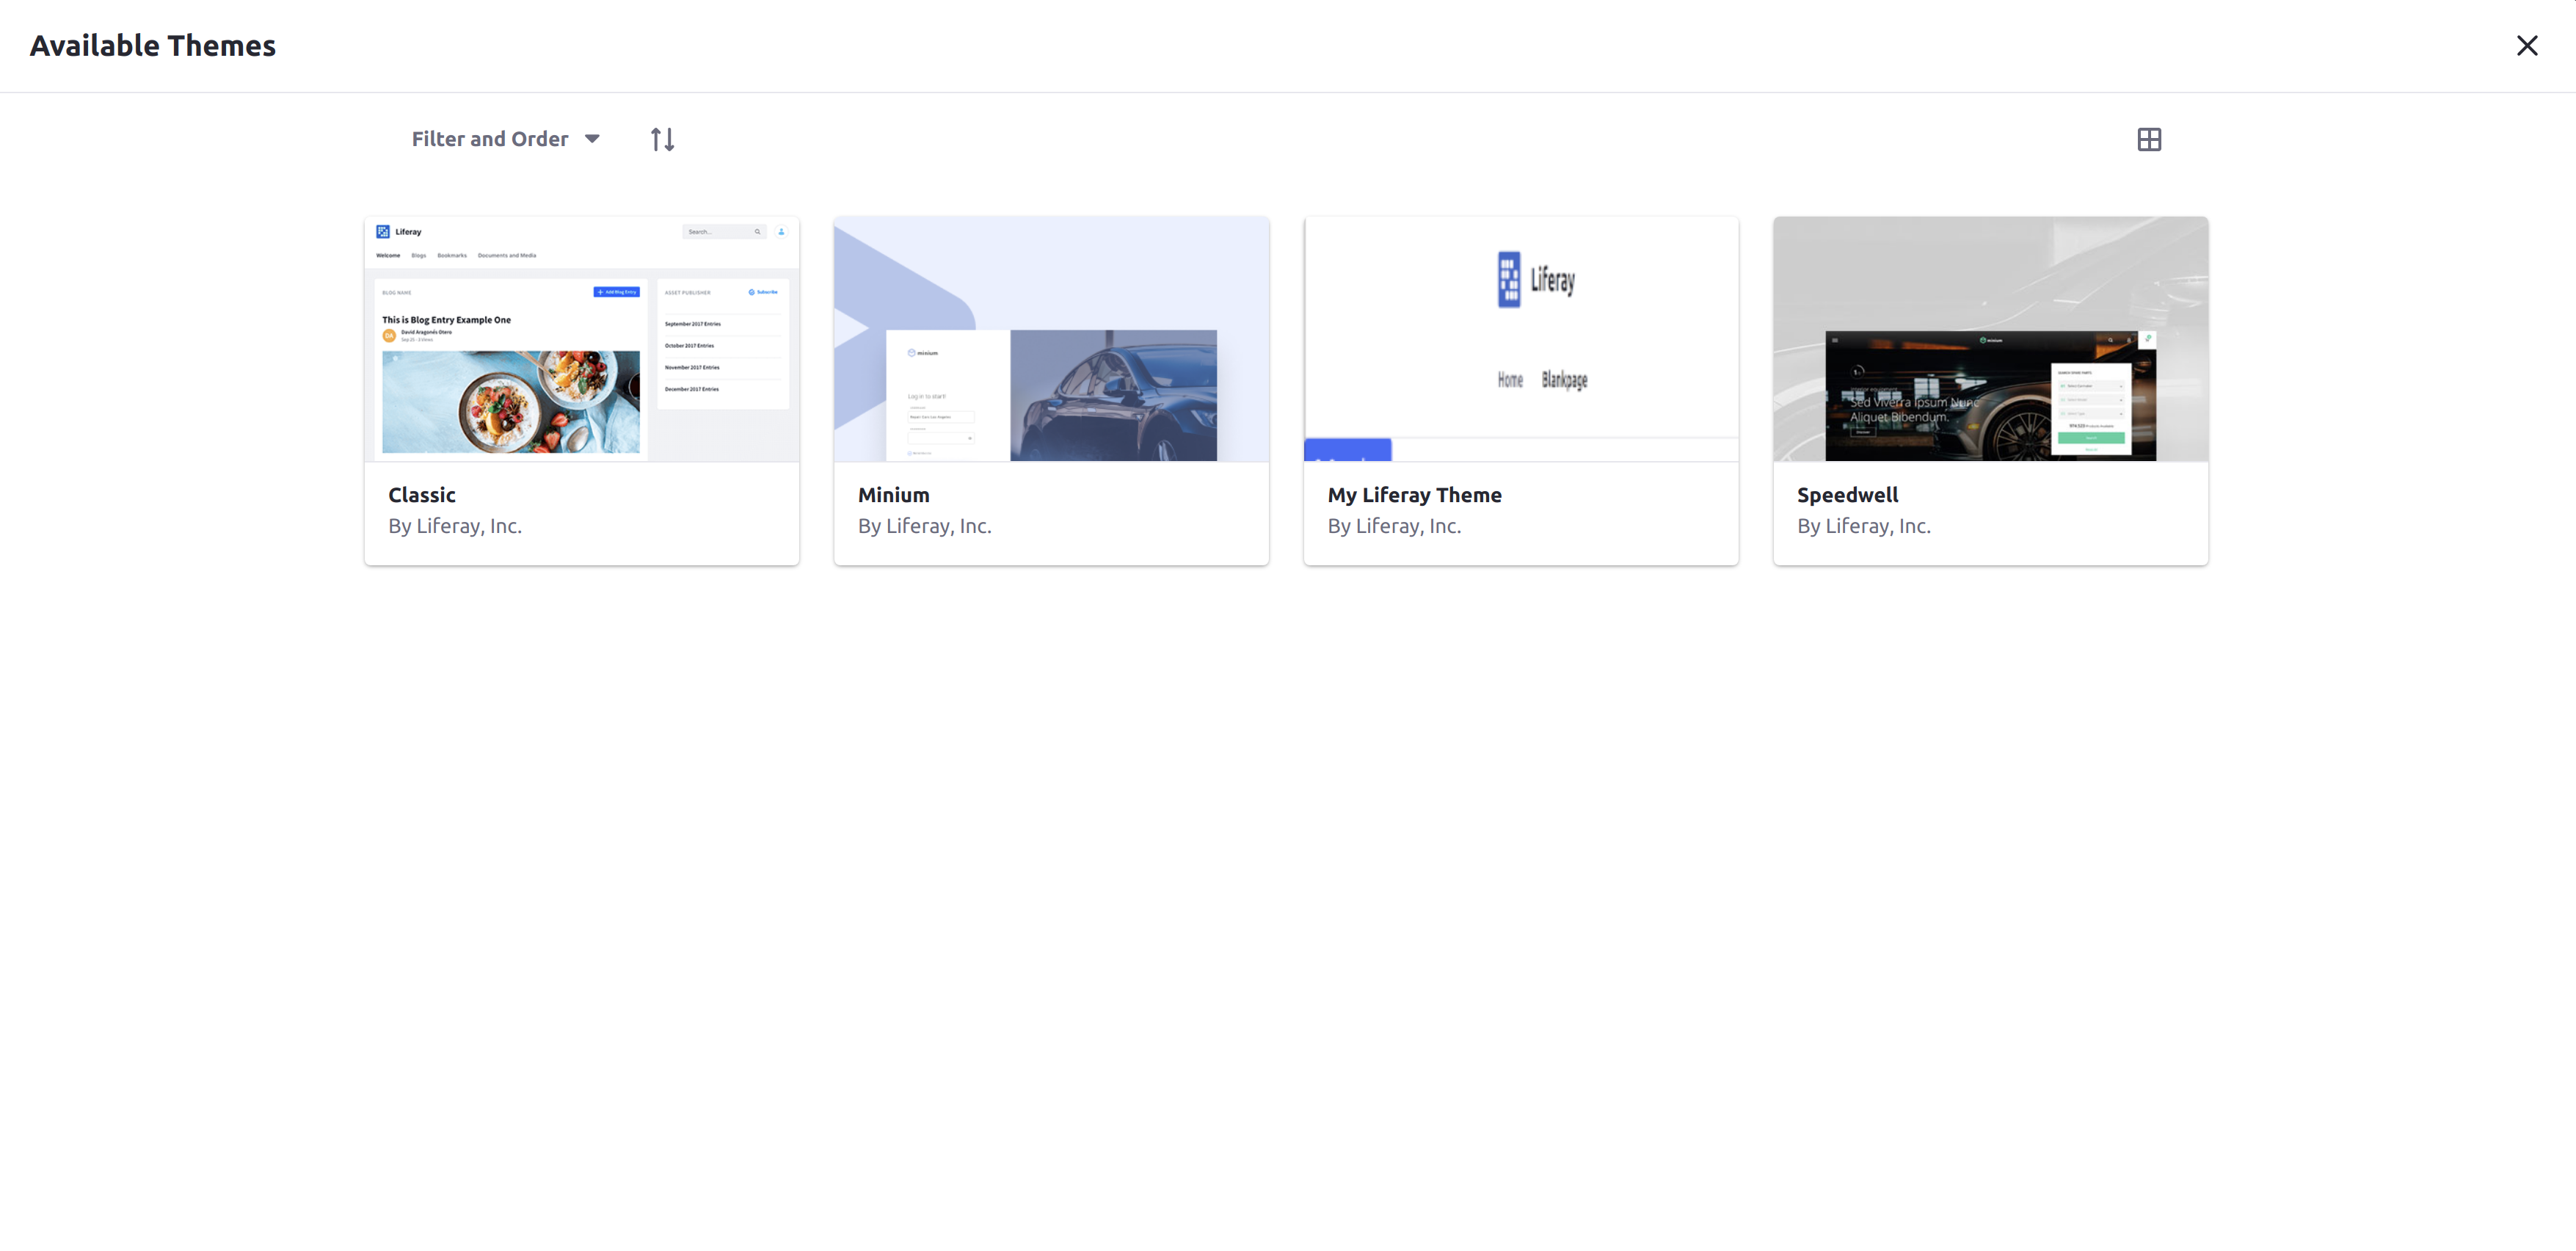 Available Themes
Filter and Order
Liferay
Search...
Welcome Blogs Bookmarks Documents and Media
BLOG NAME
+ Add Blog Entry
This is Blog Entry Example One
DA
David Aragonés Otero
ASSET PUBLISHER
Subscribe
September 2017 Entries
October 2017 Entries
November 2017 Entries
December 2017 Entries
Classic
By Liferay, Inc.
minium
Log in to start!
Minium
By Liferay, Inc.
Liferay
Home Blankpage
My Liferay Theme
By Liferay, Inc.
minium
Sed Viverra Ipsum Nunc
Aliquet Bibendum.
Speedwell
By Liferay, Inc.